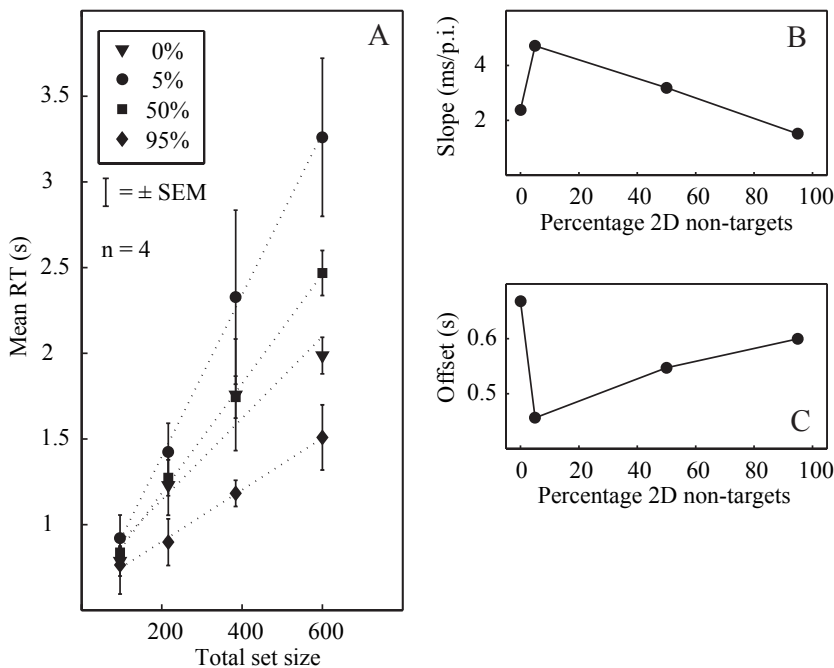 A
0%
5%
50%
95%
= ± SEM
n = 4
3.5
3
2.5
2
1.5
1
Mean RT (s)
200
400
600
Total set size
B
4
2
Slope (ms/p.i.)
0
20
40
60
80
100
Percentage 2D non-targets
0.6
0.5
Offset (s)
C
0
20
40
60
80
100
Percentage 2D non-targets